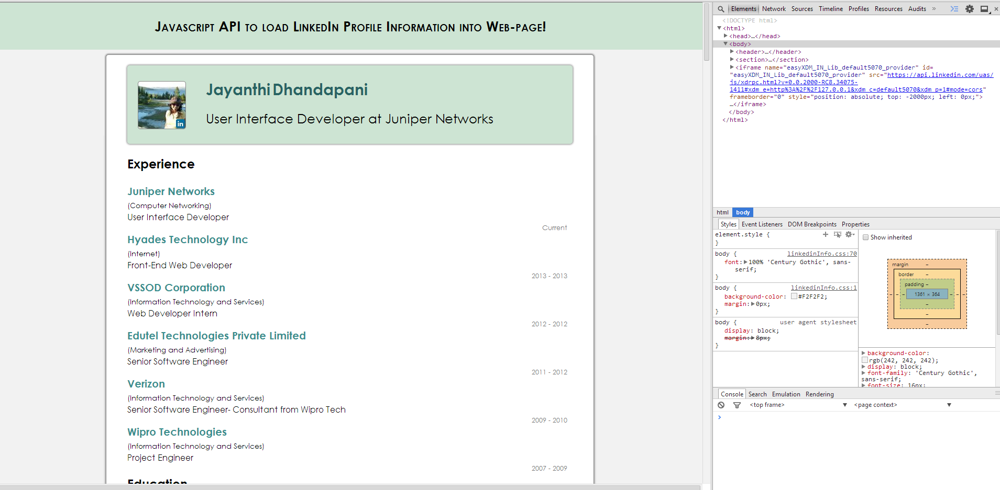 Javascript API to load LinkedIn Profile Information into Web-page!
Jayanthi Dhandapani
User Interface Developer at Juniper Networks
in
Experience
Juniper Networks
(Computer Networking)
User Interface Developer
Current
Hyades Technology Inc
(Internet)
Front-End Web Developer
2013 - 2013
VSSOD Corporation
(Information Technology and Services)
Web Developer Intern
2012 - 2012
Edutel Technologies Private Limited
(Marketing and Advertising)
Senior Software Engineer
2011 - 2012
Verizon
(Information Technology and Services)
Senior Software Engineer- Consultant from Wipro Tech
2009 - 2010
Wipro Technologies
(Information Technology and Services)
Project Engineer
2007 - 2009
Education
Elements Network Sources Timeline Profiles Resources Audits »
<!DOCTYPE html>
▼<html>
▶<head>…</head>
▼<body>
▶<header>…</header>
▶<section>…</section>
▶<iframe name="easyXDM_IN_Lib_default5070_provider" id=
"easyXDM_IN_Lib_default5070_provider" src="https://api.linkedin.com/uas/
js/xdrpc.html?v=0.0.2000-RC8.34075-
1411#xdm_e=http%3A%2F%2F127.0.0.1&xdm_c=default5070&xdm_p=1#mode=cors"
frameborder="0" style="position: absolute; top: -2000px; left: 0px;">
…</iframe>
</body>
</html>
html body
Styles Event Listeners DOM Breakpoints Properties
element.style {
}
body { linkedinInfo.css:70
font:▶100% 'Century Gothic', sans-
serif;
}
body { linkedinInfo.css:1
background-color: #F2F2F2;
margin:▶0px;
}
body { user agent stylesheet
display: block;
margin:▶8px;
}
Show inherited
margin –
border –
padding –
– – – 1361 × 364 – – –
–
–
–
▶background-color:
rgb(242, 242, 242);
▶display: block;
▶font-family: 'Century Gothic',
sans-serif;
▶font-size: 16px;
Console Search Emulation Rendering
<top frame> ▼ <page context> ▼